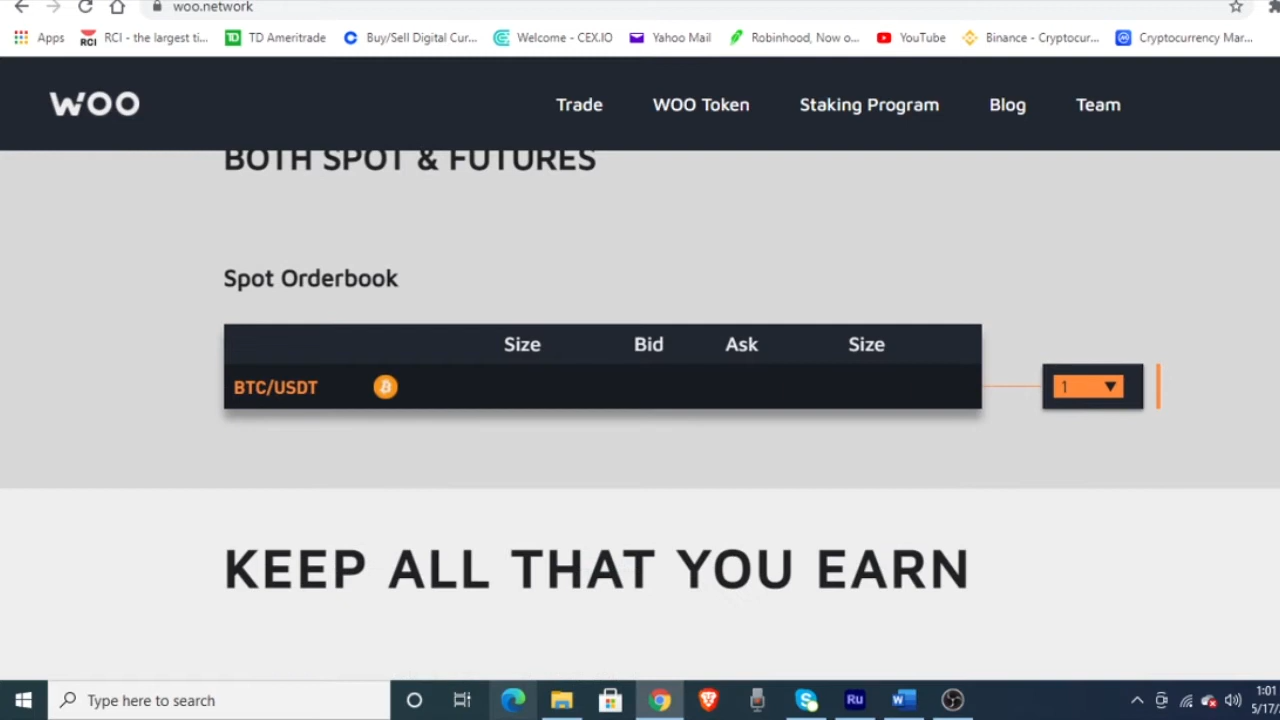 woo.network
Apps RCI - the largest ti... TD Ameritrade Buy/Sell Digital Cur... Welcome - CEX.IO Yahoo Mail Robinhood, Now o... YouTube Binance - Cryptocur... Cryptocurrency Mar...
WOO Trade WOO Token Staking Program Blog Team
BOTH SPOT & FUTURES
Spot Orderbook
Size Bid Ask Size
BTC/USDT 1
KEEP ALL THAT YOU EARN
Type here to search Ru 1:01
5/17/